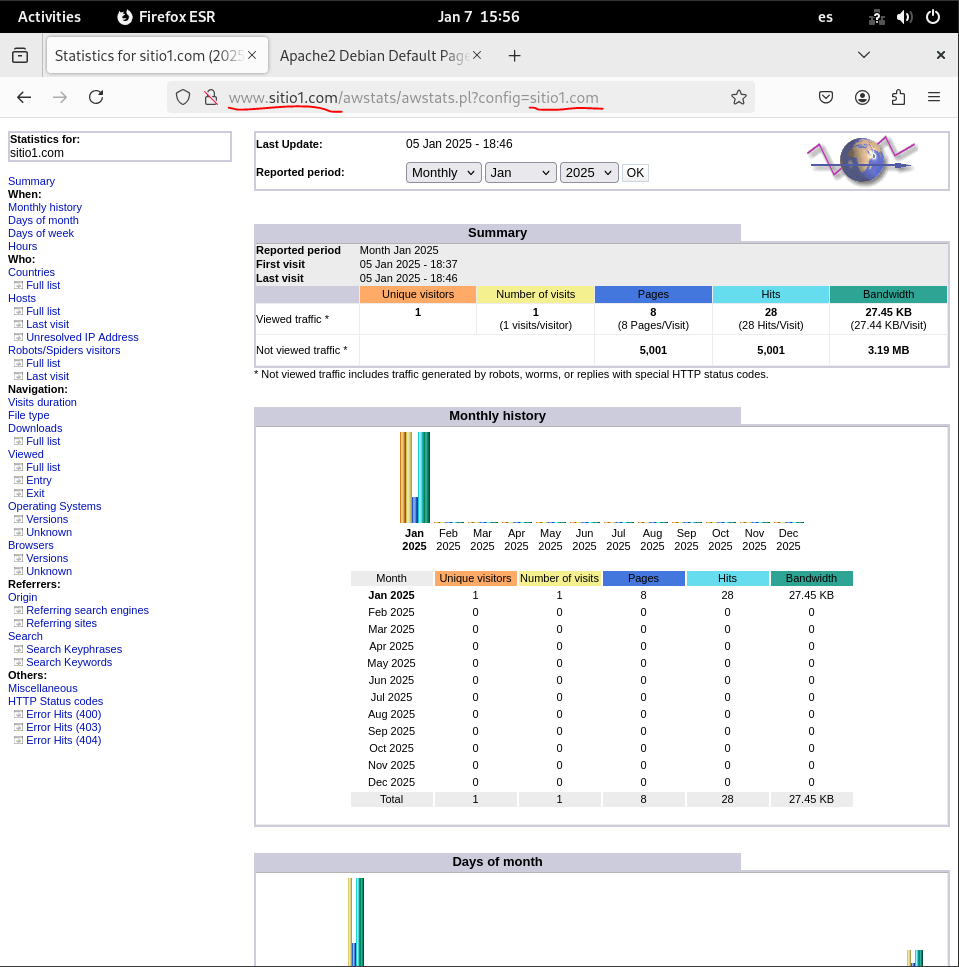 Activities Firefox ESR Jan 7 15:56 es
Statistics for sitio1.com (2025 Apache2 Debian Default Pag
www.sitio1.com/awstats/awstats.pl?config=sitio1.com
Statistics for:
sitio1.com
Summary
When:
Monthly history
Days of month
Days of week
Hours
Who:
Countries
Full list
Hosts
Full list
Last visit
Unresolved IP Address
Robots/Spiders visitors
Full list
Last visit
Navigation:
Visits duration
File type
Downloads
Full list
Viewed
Full list
Entry
Exit
Operating Systems
Versions
Unknown
Browsers
Versions
Unknown
Referrers:
Origin
Referring search engines
Referring sites
Search
Search Keyphrases
Search Keywords
Others:
Miscellaneous
HTTP Status codes
Error Hits (400)
Error Hits (403)
Error Hits (404)
Last Update: 05 Jan 2025 - 18:46
Reported period: Monthly Jan 2025 OK
Summary
Reported period Month Jan 2025
First visit 05 Jan 2025 - 18:37
Last visit 05 Jan 2025 - 18:46
Unique visitors Number of visits Pages Hits Bandwidth
Viewed traffic * 1 1 8 28 27.45 KB
(1 visits/visitor) (8 Pages/Visit) (28 Hits/Visit) (27.44 KB/Visit)
Not viewed traffic * 5,001 5,001 3.19 MB
* Not viewed traffic includes traffic generated by robots, worms, or replies with special HTTP status codes.
Monthly history
Jan Feb Mar Apr May Jun Jul Aug Sep Oct Nov Dec
2025 2025 2025 2025 2025 2025 2025 2025 2025 2025 2025 2025
Month Unique visitors Number of visits Pages Hits Bandwidth
Jan 2025 1 1 8 28 27.45 KB
Feb 2025 0 0 0 0 0
Mar 2025 0 0 0 0 0
Apr 2025 0 0 0 0 0
May 2025 0 0 0 0 0
Jun 2025 0 0 0 0 0
Jul 2025 0 0 0 0 0
Aug 2025 0 0 0 0 0
Sep 2025 0 0 0 0 0
Oct 2025 0 0 0 0 0
Nov 2025 0 0 0 0 0
Dec 2025 0 0 0 0 0
Total 1 1 8 28 27.45 KB
Days of month